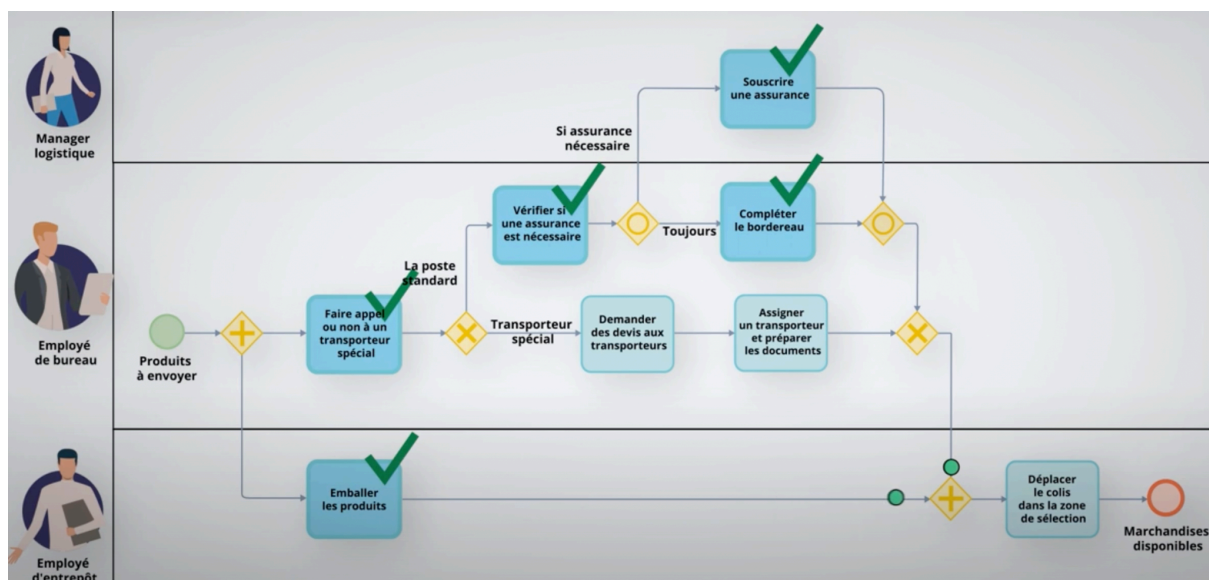 Manager
logistique
Souscrire
une assurance
Si assurance
nécessaire
Employé
de bureau
Vérifier si
une assurance
est nécessaire
Toujours
Compléter
le bordereau
La poste
standard
Produits
à envoyer
Faire appel
ou non à un
transporteur
spécial
Transporteur
spécial
Demander
des devis aux
transporteurs
Assigner
un transporteur
et préparer
les documents
Employé
d'entrepôt
Emballer
les produits
Déplacer
le colis
dans la zone
de sélection
Marchandises
disponibles